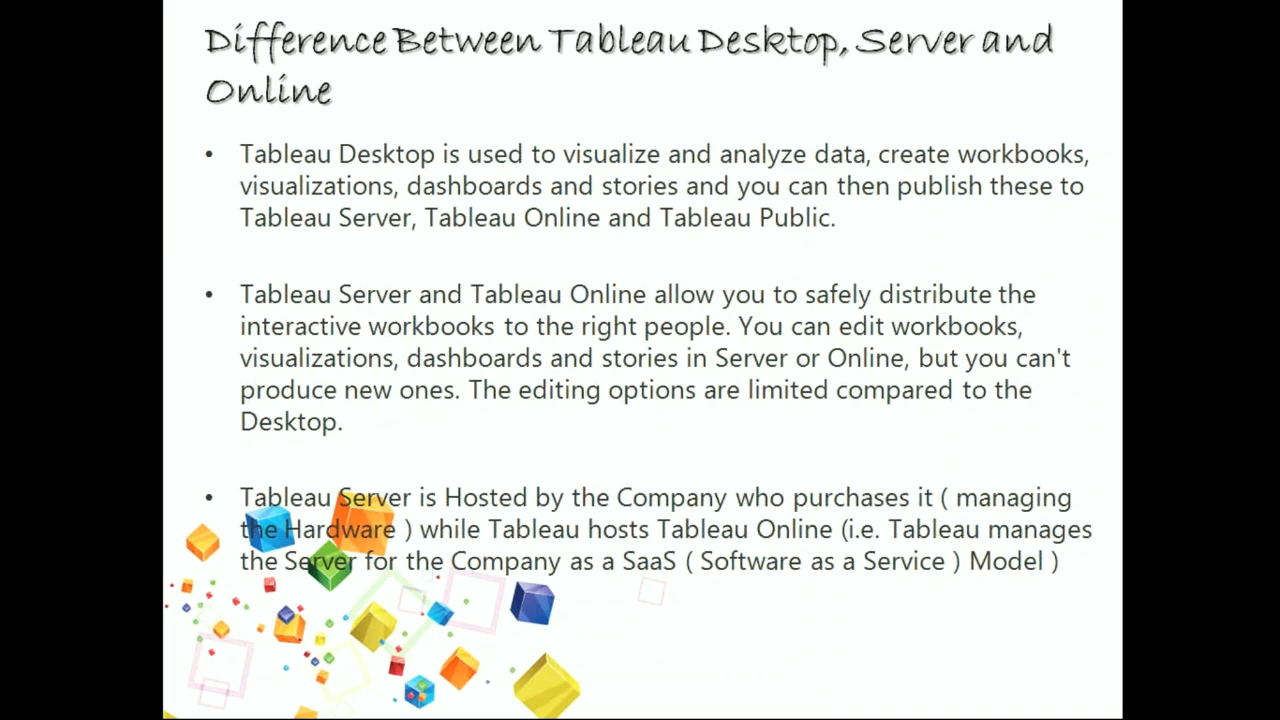 Difference Between Tableau Desktop, Server and
Online
• Tableau Desktop is used to visualize and analyze data, create workbooks,
visualizations, dashboards and stories and you can then publish these to
Tableau Server, Tableau Online and Tableau Public.
• Tableau Server and Tableau Online allow you to safely distribute the
interactive workbooks to the right people. You can edit workbooks,
visualizations, dashboards and stories in Server or Online, but you can't
produce new ones. The editing options are limited compared to the
Desktop.
• Tableau Server is Hosted by the Company who purchases it ( managing
the Hardware ) while Tableau hosts Tableau Online (i.e. Tableau manages
the Server for the Company as a SaaS ( Software as a Service ) Model )